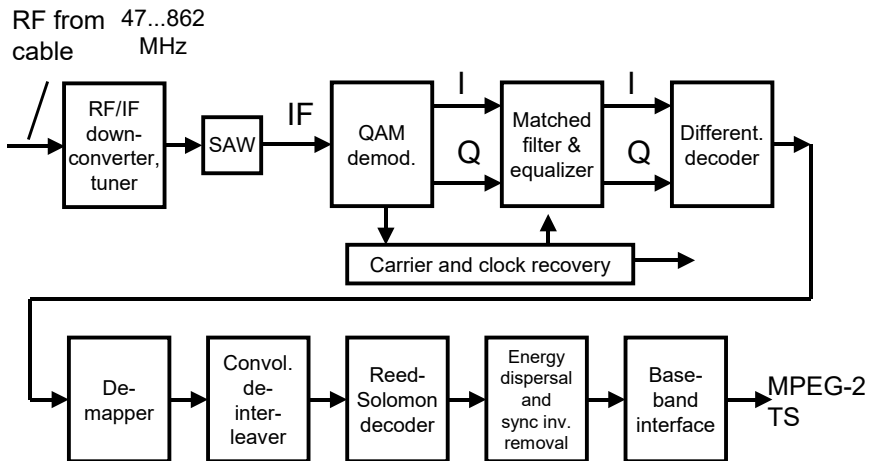 RF from
cable
47...862
MHz
RF/IF
down-
converter,
tuner
SAW
IF
QAM
demod.
I
Q
Matched
filter &
equalizer
I
Q
Different.
decoder
Carrier and clock recovery
De-
mapper
Convol.
de-
inter-
leaver
Reed-
Solomon
decoder
Energy
dispersal
and
sync inv.
removal
Base-
band
interface
MPEG-2
TS